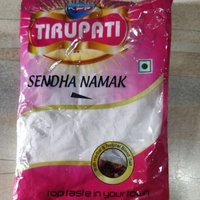 TIRUPATI
SENDHA NAMAK
top taste in your town